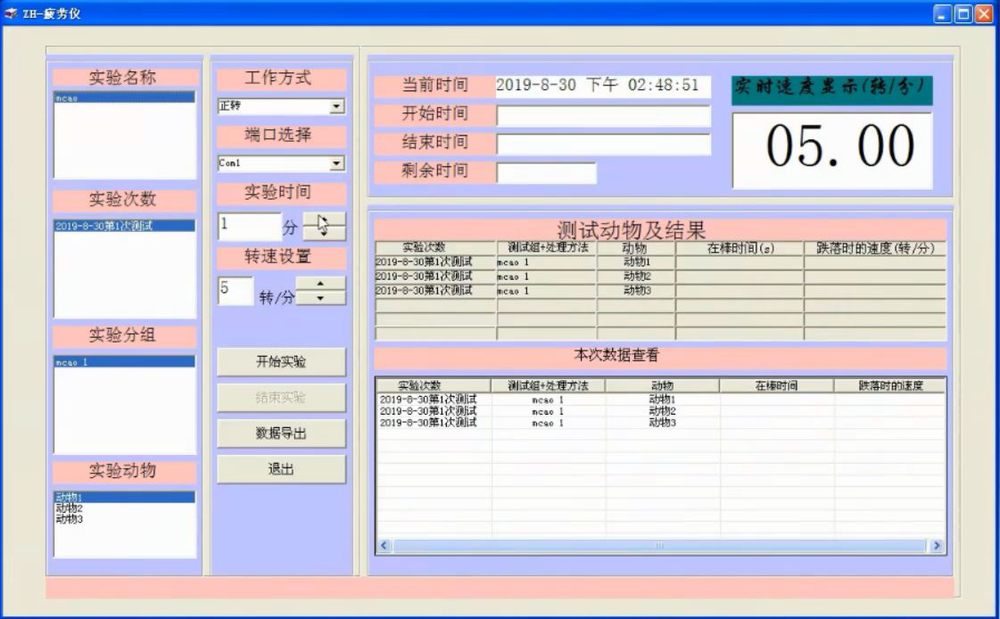 ZH-疲劳仪
实验名称
mcao
实验次数
2019-8-30第1次测试
实验分组
mcao 1
实验动物
动物1
动物2
动物3
工作方式
正转
端口选择
Com1
实验时间
1 分
转速设置
5 转/分
开始实验
结束实验
数据导出
退出
当前时间 2019-8-30 下午 02:48:51
开始时间
结束时间
剩余时间
实时速度显示(转/分)
05.00
测试动物及结果
实验次数 测试组+处理方法 动物 在棒时间(s) 跌落时的速度(转/分)
2019-8-30第1次测试 mcao 1 动物1
2019-8-30第1次测试 mcao 1 动物2
2019-8-30第1次测试 mcao 1 动物3
本次数据查看
实验次数 测试组+处理方法 动物 在棒时间 跌落时的速度
2019-8-30第1次测试 mcao 1 动物1
2019-8-30第1次测试 mcao 1 动物2
2019-8-30第1次测试 mcao 1 动物3